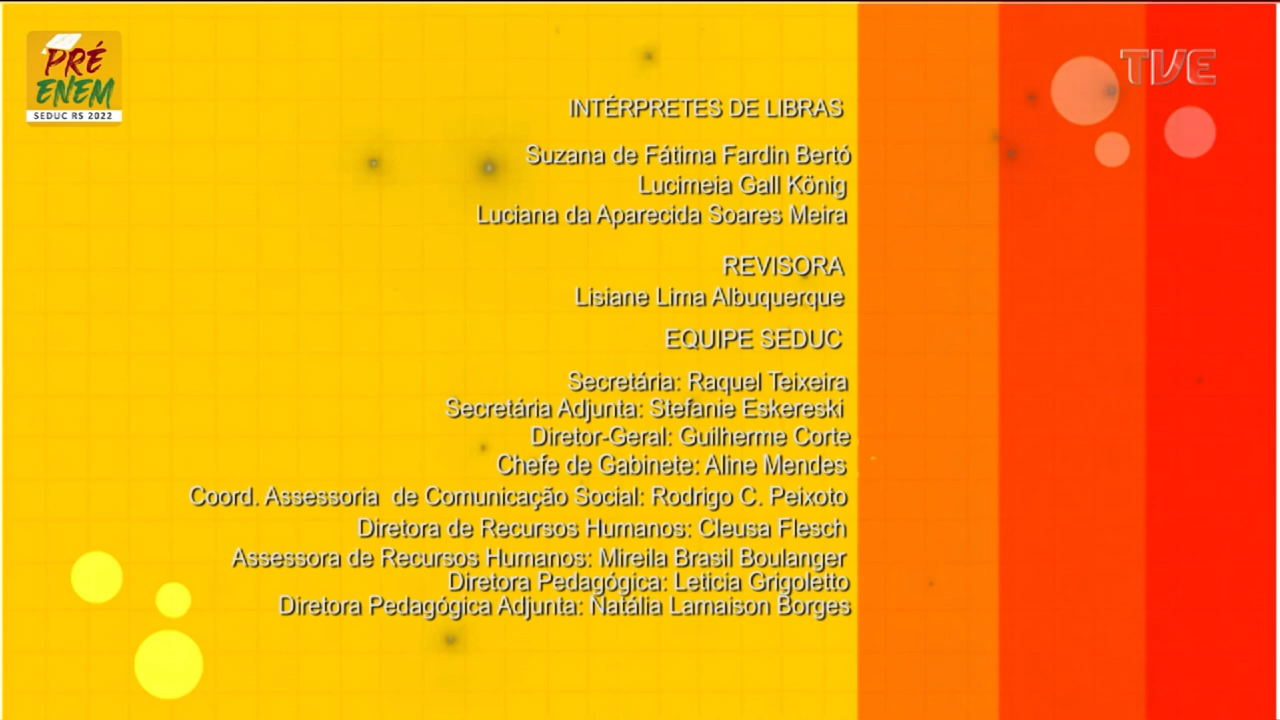 PRÉ
ENEM
SEDUC RS 2022
TVE
INTÉRPRETES DE LIBRAS
Suzana de Fátima Fardin Bertó
Lucimeia Gall König
Luciana da Aparecida Soares Meira
REVISORA
Lisiane Lima Albuquerque
EQUIPE SEDUC
Secretária: Raquel Teixeira
Secretária Adjunta: Stefanie Eskereski
Diretor-Geral: Guilherme Corte
Chefe de Gabinete: Aline Mendes
Coord. Assessoria de Comunicação Social: Rodrigo C. Peixoto
Diretora de Recursos Humanos: Cleusa Flesch
Assessora de Recursos Humanos: Mireila Brasil Boulanger
Diretora Pedagógica: Leticia Grigoletto
Diretora Pedagógica Adjunta: Natália Lamaison Borges